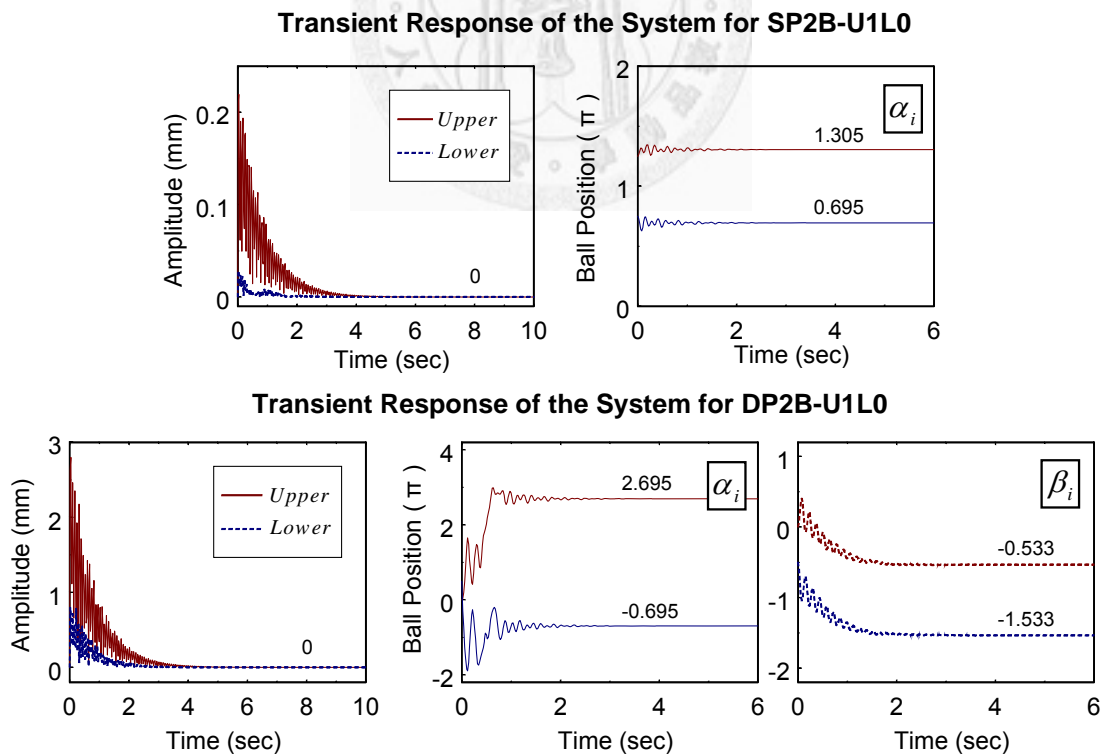 Transient Response of the System for SP2B-U1L0
Amplitude (mm)
0.2
0.1
0
Upper
Lower
0
0 2 4 6 8 10
Time (sec)
Ball Position ( π )
2
1
0
αi
1.305
0.695
0 2 4 6
Time (sec)
Transient Response of the System for DP2B-U1L0
Amplitude (mm)
3
2
1
0
Upper
Lower
0
0 2 4 6 8 10
Time (sec)
Ball Position ( π )
4
2
0
-2
αi
2.695
-0.695
0 2 4 6
Time (sec)
1
0
-1
-2
βi
-0.533
-1.533
0 2 4 6
Time (sec)